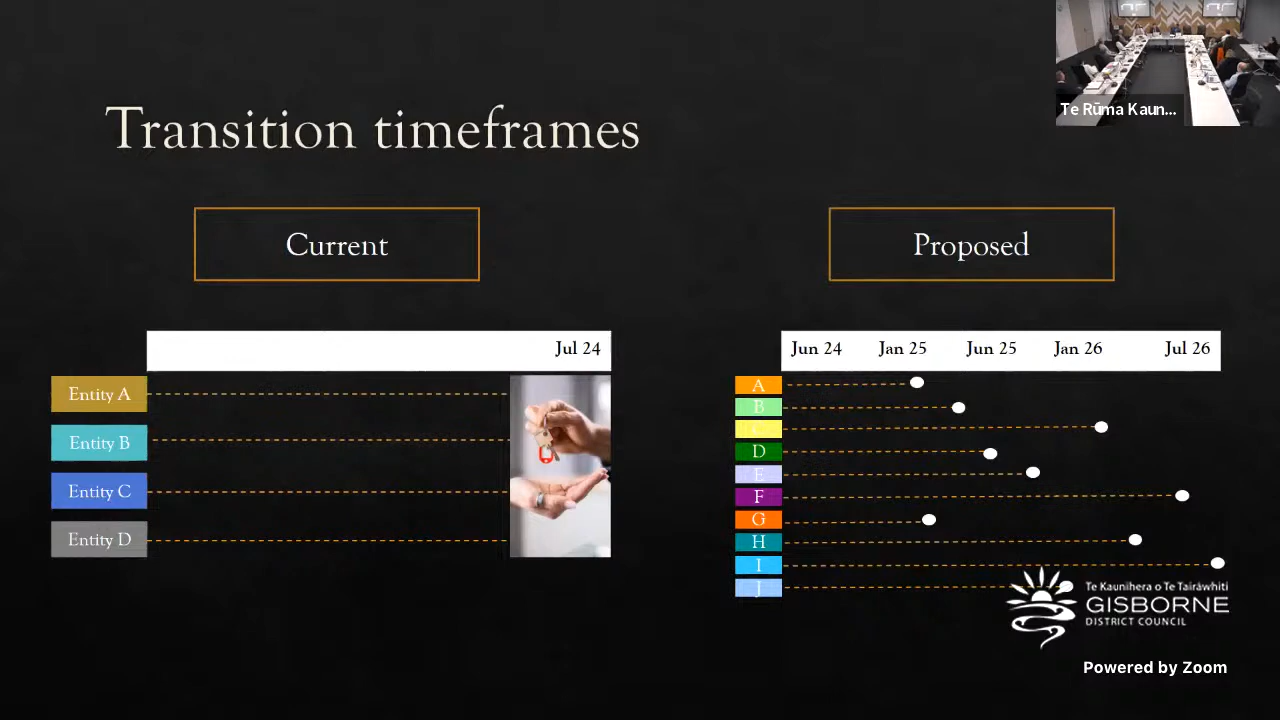 Te Rūma Kaun...
Transition timeframes
Current
Jul 24
Entity A
Entity B
Entity C
Entity D
Proposed
Jun 24 Jan 25 Jun 25 Jan 26 Jul 26
A
B
C
D
E
F
G
H
I
J
Te Kaunihera o Te Tairāwhiti
GISBORNE
DISTRICT COUNCIL
Powered by Zoom